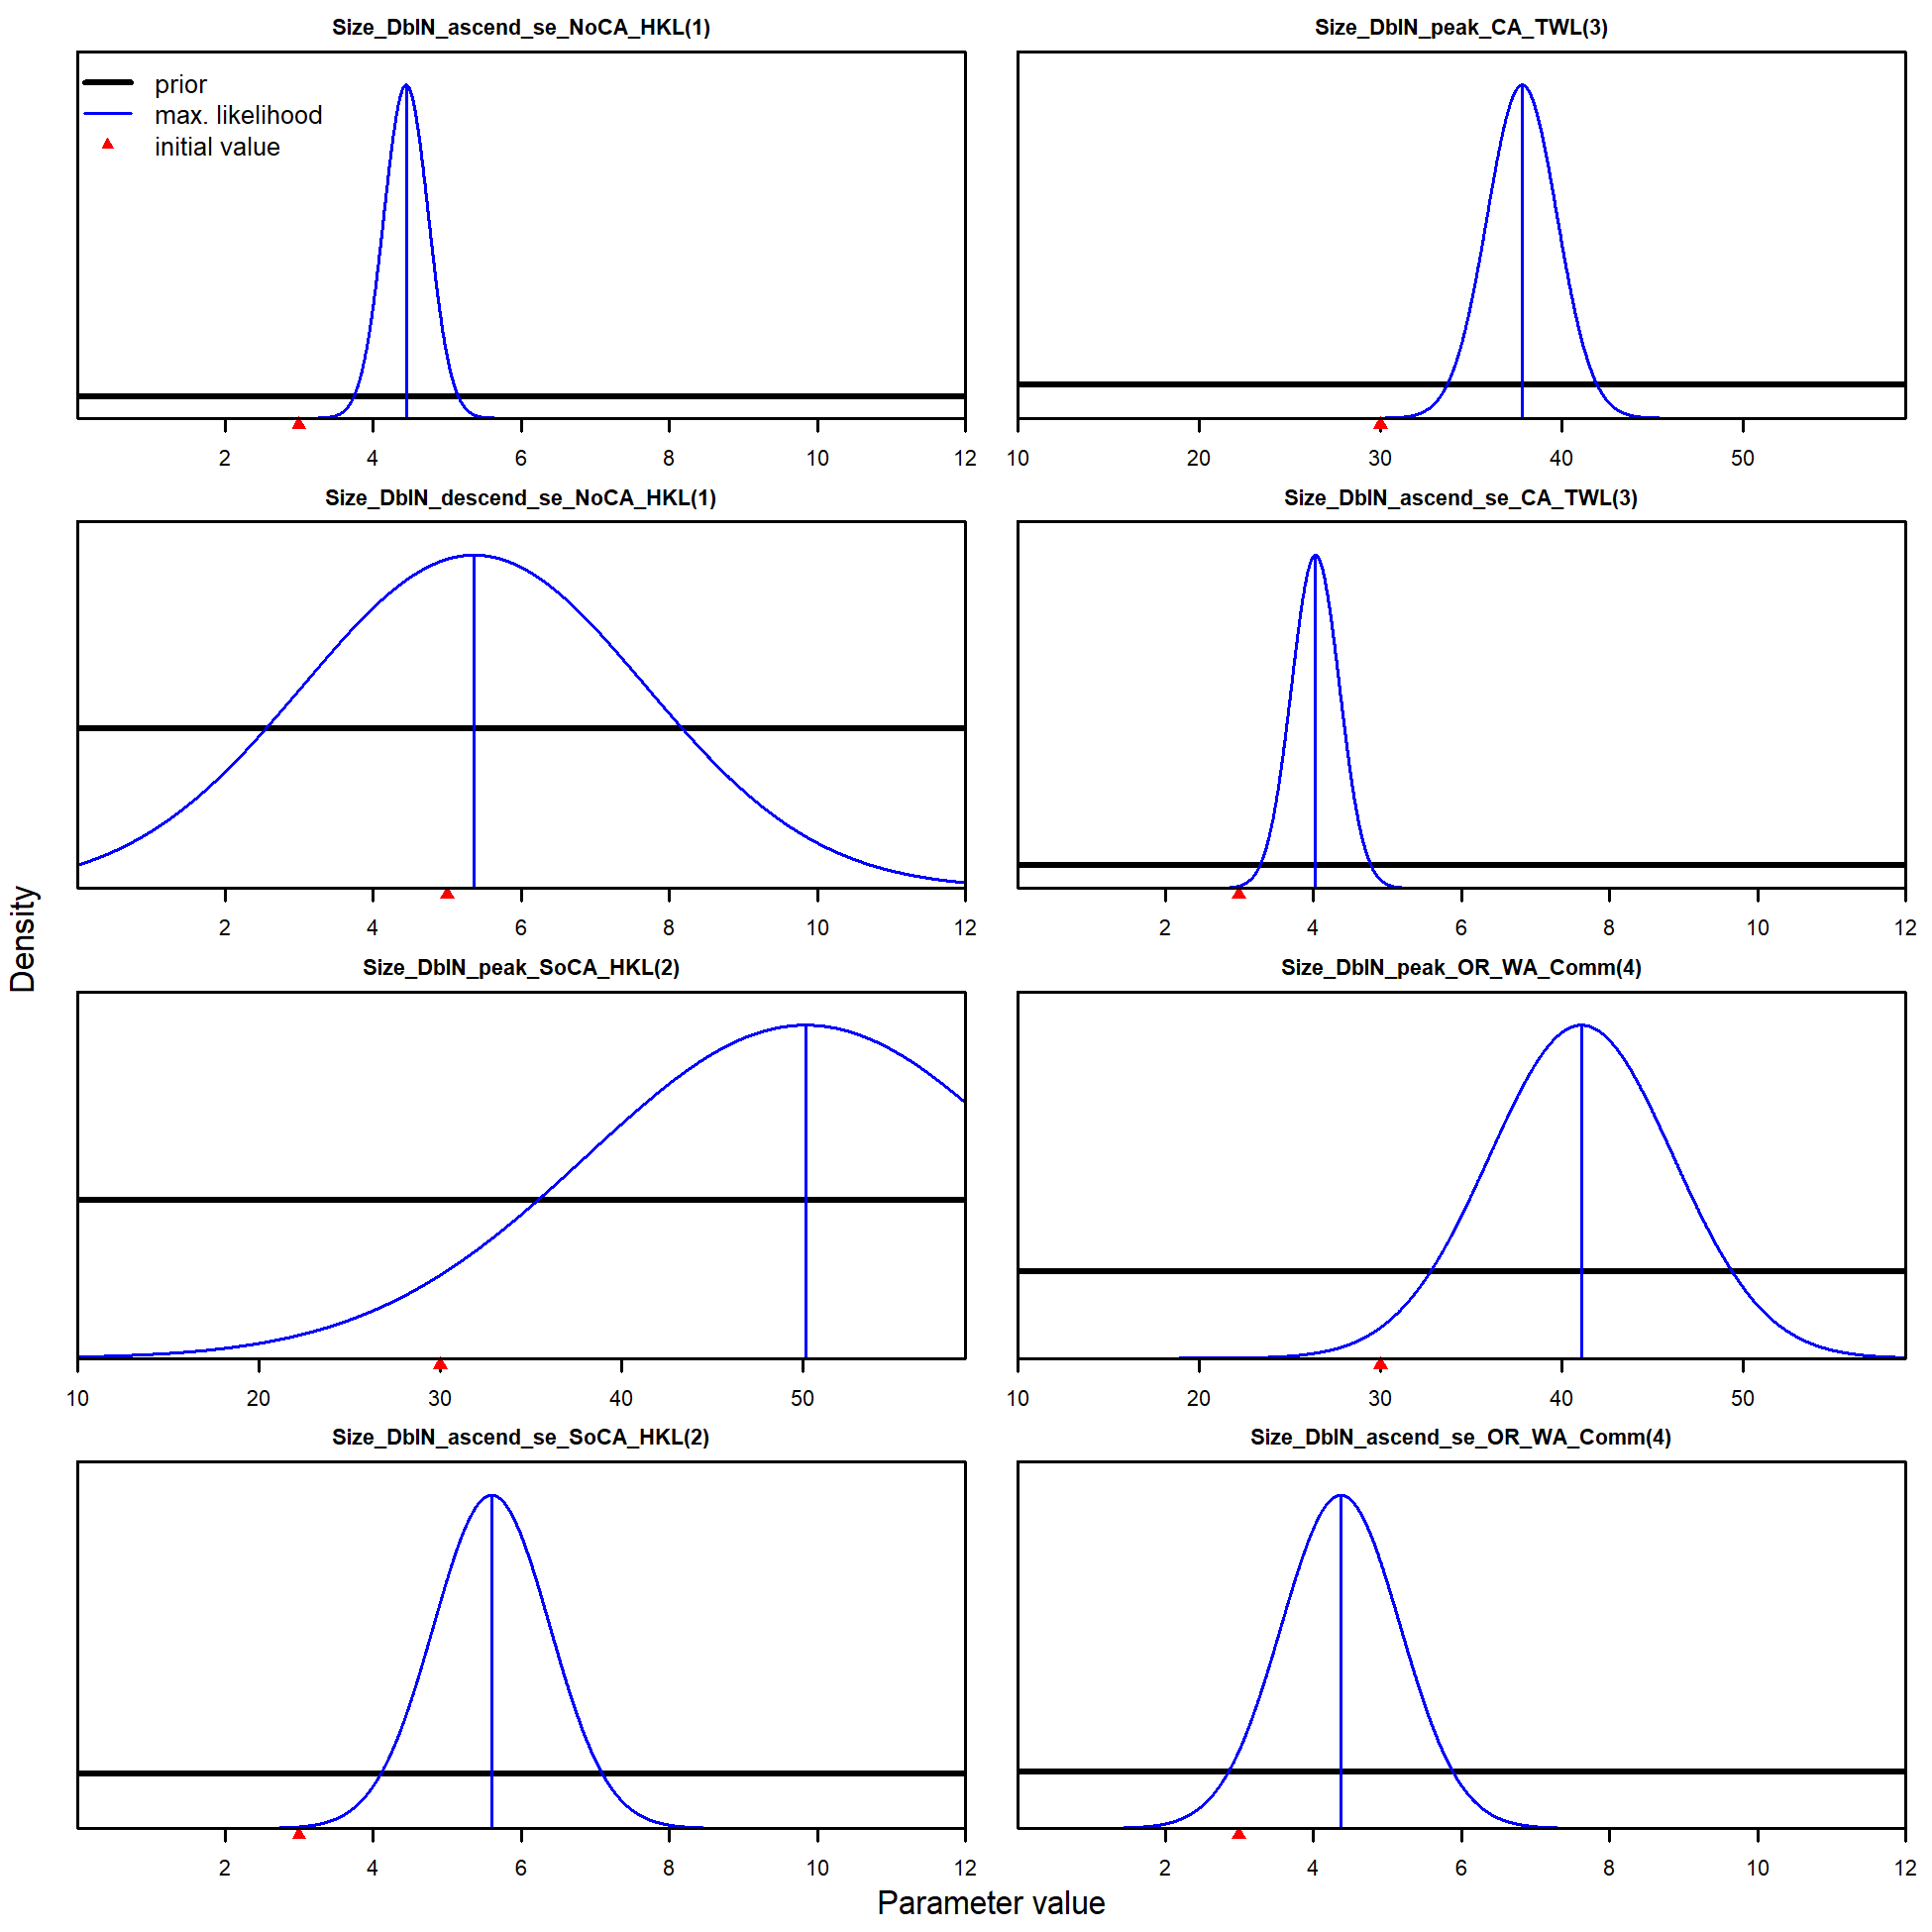 Size_DblN_ascend_se_NoCA_HKL(1)
prior
max. likelihood
initial value
2 4 6 8 10 12
Size_DblN_descend_se_NoCA_HKL(1)
2 4 6 8 10 12
Size_DblN_peak_SoCA_HKL(2)
10 20 30 40 50
Size_DblN_ascend_se_SoCA_HKL(2)
2 4 6 8 10 12
Size_DblN_peak_CA_TWL(3)
10 20 30 40 50
Size_DblN_ascend_se_CA_TWL(3)
2 4 6 8 10 12
Size_DblN_peak_OR_WA_Comm(4)
10 20 30 40 50
Size_DblN_ascend_se_OR_WA_Comm(4)
2 4 6 8 10 12
Density
Parameter value